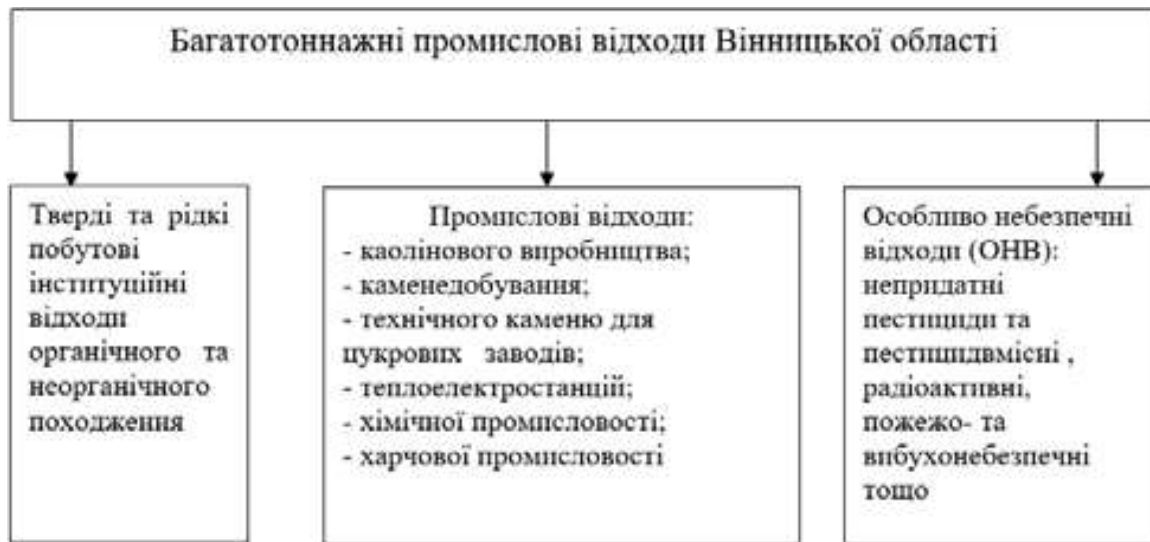 Багатотоннажні промислові відходи Вінницької області
Тверді та рідкі
побутові
інституційні
відходи
органічного та
неорганічного
походження
Промислові відходи:
- каолінового виробництва;
- каменедобування;
- технічного каменю для
цукрових заводів;
- теплоелектростанцій;
- хімічної промисловості;
- харчової промисловості
Особливо небезпечні
відходи (ОНВ):
непридатні
пестициди та
пестицидвмісні ,
радіоактивні,
пожежо- та
вибухонебезпечні
тощо